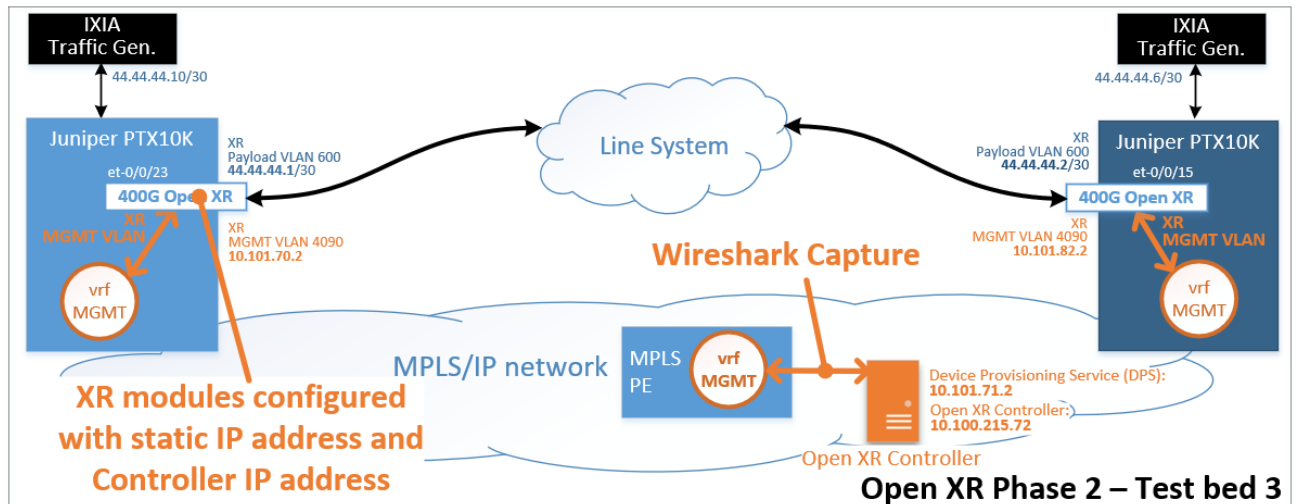 IXIA
Traffic Gen.
44.44.44.10/30
Juniper PTX10K
et-0/0/23
400G Open XR
XR
MGMT VLAN
vrf
MGMT
XR
Payload VLAN 600
44.44.44.1/30
XR
MGMT VLAN 4090
10.101.70.2
Line System
IXIA
Traffic Gen.
44.44.44.6/30
Juniper PTX10K
et-0/0/15
400G Open XR
XR
MGMT VLAN
vrf
MGMT
XR
Payload VLAN 600
44.44.44.2/30
XR
MGMT VLAN 4090
10.101.82.2
Wireshark Capture
MPLS/IP network
MPLS
PE
vrf
MGMT
Device Provisioning Service (DPS):
10.101.71.2
Open XR Controller:
10.100.215.72
Open XR Controller
XR modules configured
with static IP address and
Controller IP address
Open XR Phase 2 – Test bed 3